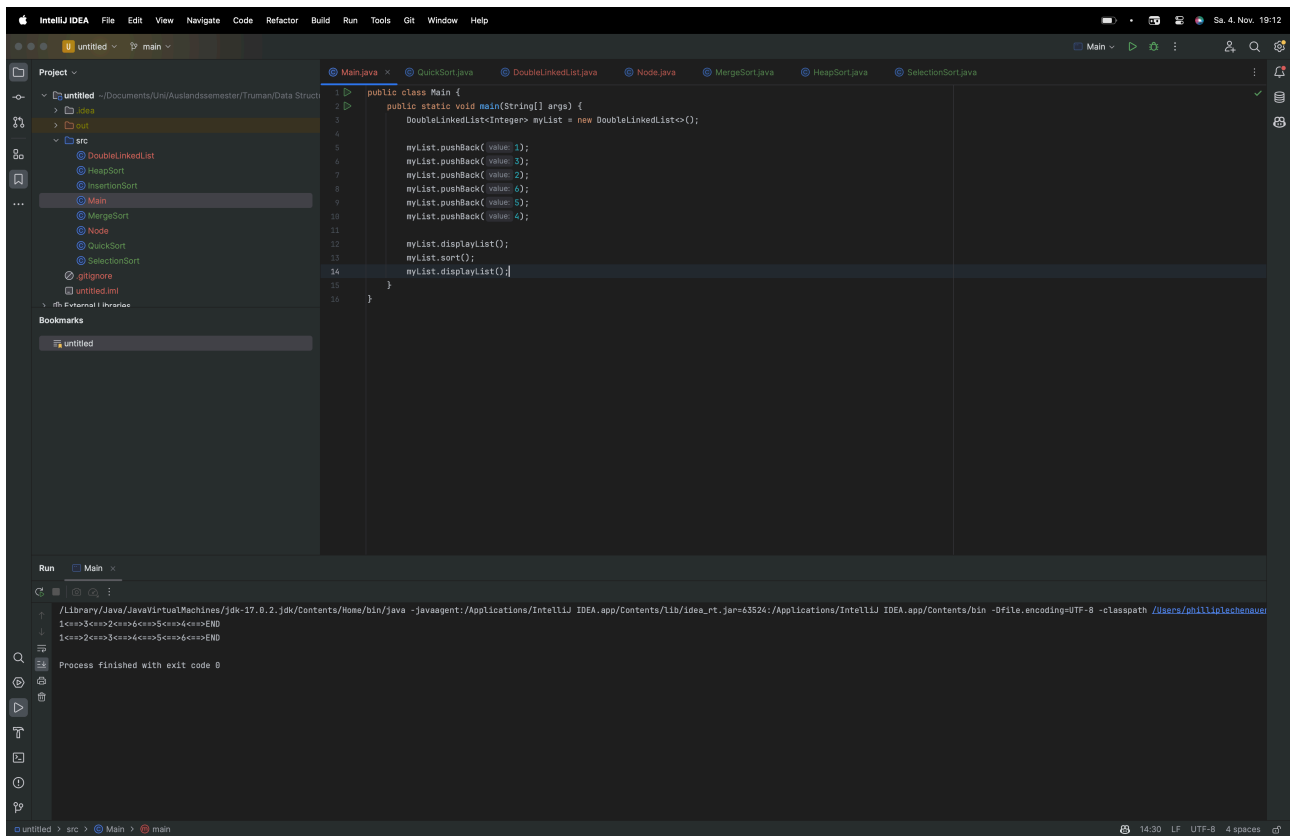 IntelliJ IDEA File Edit View Navigate Code Refactor Build Run Tools Git Window Help Sa. 4. Nov. 19:12
U untitled main Main
Project
untitled ~/Documents/Uni/Auslandssemester/Truman/Data Struct
.idea
out
src
DoubleLinkedList
HeapSort
InsertionSort
Main
MergeSort
Node
QuickSort
SelectionSort
.gitignore
untitled.iml
External Libraries
Bookmarks
untitled
Main.java QuickSort.java DoubleLinkedList.java Node.java MergeSort.java HeapSort.java SelectionSort.java
1 public class Main {
2 public static void main(String[] args) {
3 DoubleLinkedList<Integer> myList = new DoubleLinkedList<>();
4
5 myList.pushBack( value: 1);
6 myList.pushBack( value: 3);
7 myList.pushBack( value: 2);
8 myList.pushBack( value: 6);
9 myList.pushBack( value: 5);
10 myList.pushBack( value: 4);
11
12 myList.displayList();
13 myList.sort();
14 myList.displayList();
15 }
16 }
Run Main
/Library/Java/JavaVirtualMachines/jdk-17.0.2.jdk/Contents/Home/bin/java -javaagent:/Applications/IntelliJ IDEA.app/Contents/lib/idea_rt.jar=63524:/Applications/IntelliJ IDEA.app/Contents/bin -Dfile.encoding=UTF-8 -classpath /Users/philliplechenauer
1<==>3<==>2<==>6<==>5<==>4<==>END
1<==>2<==>3<==>4<==>5<==>6<==>END
Process finished with exit code 0
untitled > src > Main > main 14:30 LF UTF-8 4 spaces